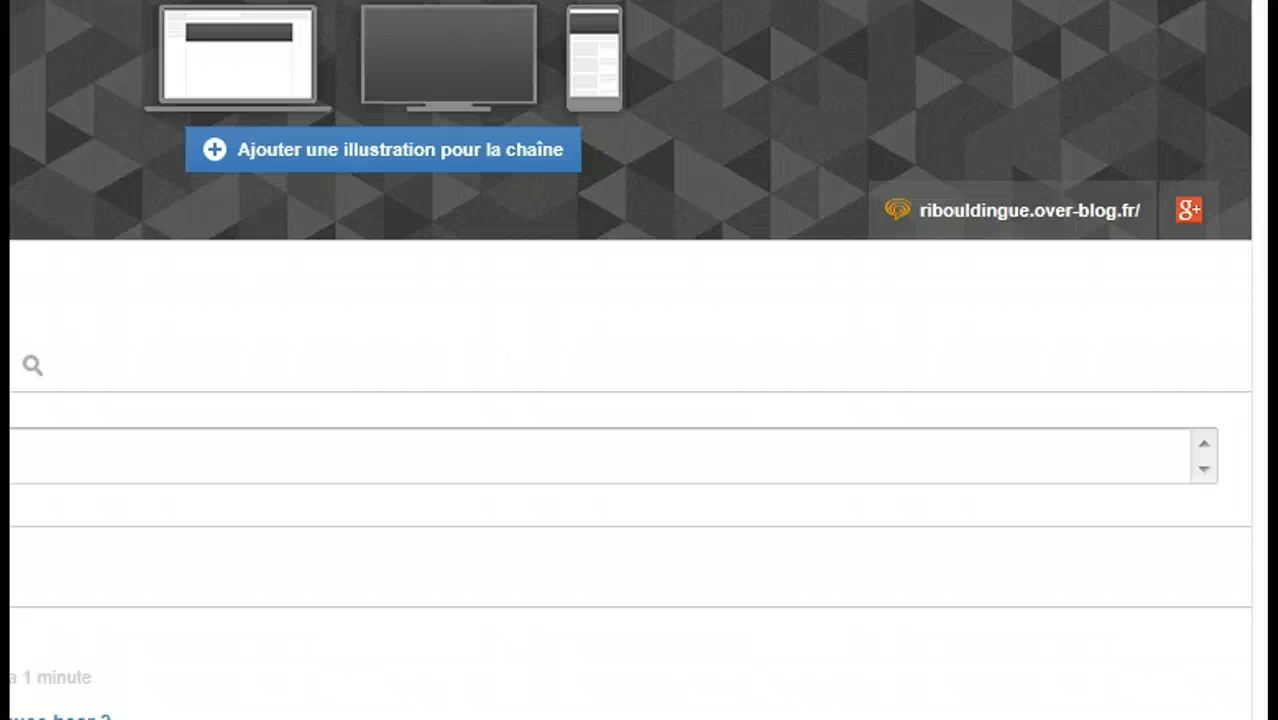 Ajouter une illustration pour la chaîne
ribouldingue.over-blog.fr/
g+
a 1 minute